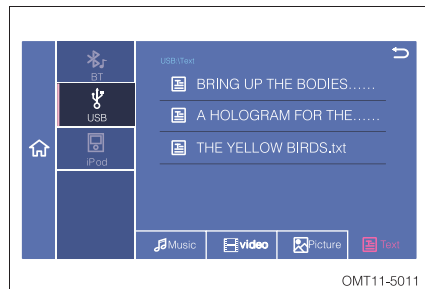 BT
USB
iPod
USB:\Text
BRING UP THE BODIES......
A HOLOGRAM FOR THE......
THE YELLOW BIRDS.txt
Music
video
Picture
Text
OMT11-5011